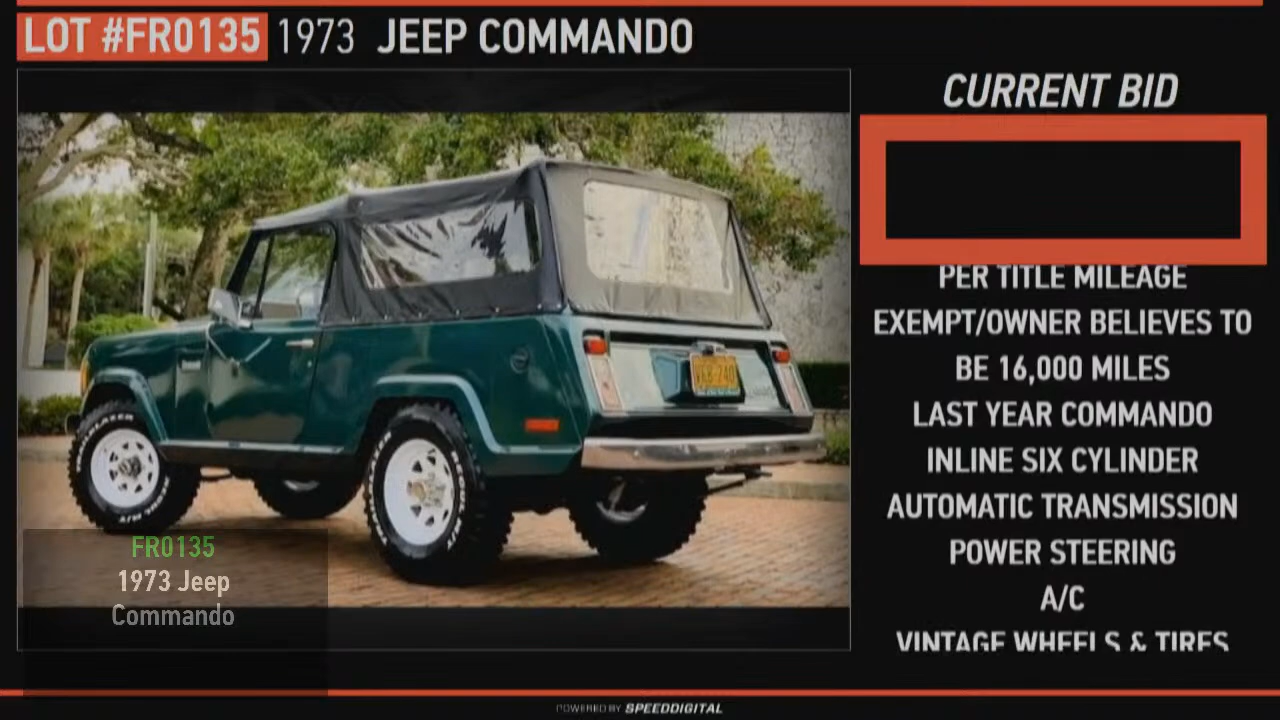 LOT #FR0135 1973 JEEP COMMANDO
CURRENT BID
PER TITLE MILEAGE
EXEMPT/OWNER BELIEVES TO
BE 16,000 MILES
LAST YEAR COMMANDO
INLINE SIX CYLINDER
AUTOMATIC TRANSMISSION
POWER STEERING
A/C
VINTAGE WHEELS & TIRES
FR0135
1973 Jeep
Commando
POWERED BY SPEEDDIGITAL